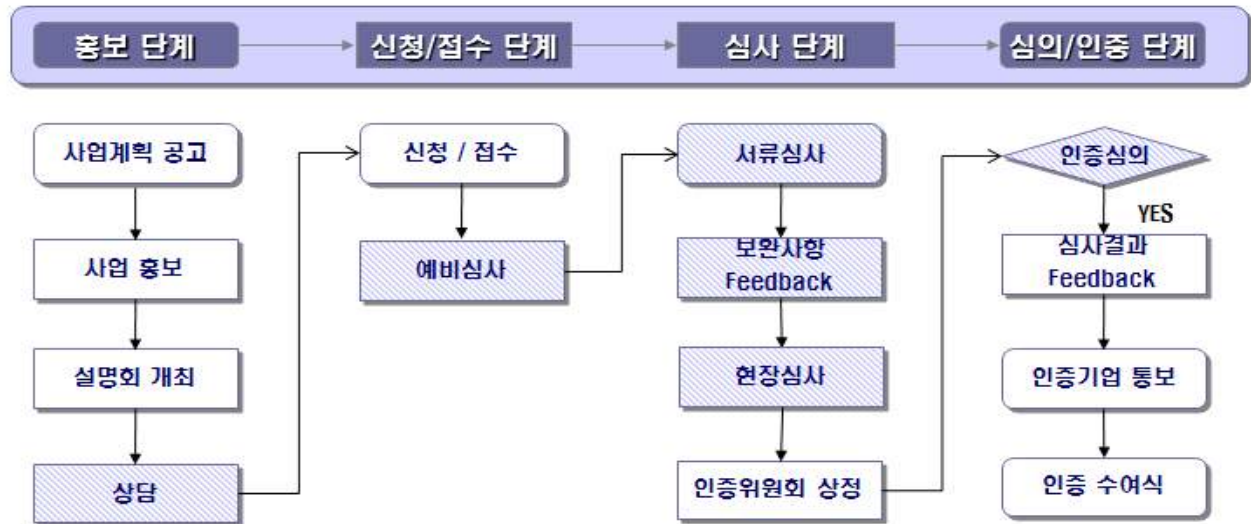 홍보 단계
신청/접수 단계
심사 단계
심의/인증 단계
사업계획 공고
사업 홍보
설명회 개최
상담
신청 / 접수
예비심사
서류심사
보완사항
Feedback
현장심사
인증위원회 상정
인증심의
YES
심사결과
Feedback
인증기업 통보
인증 수여식